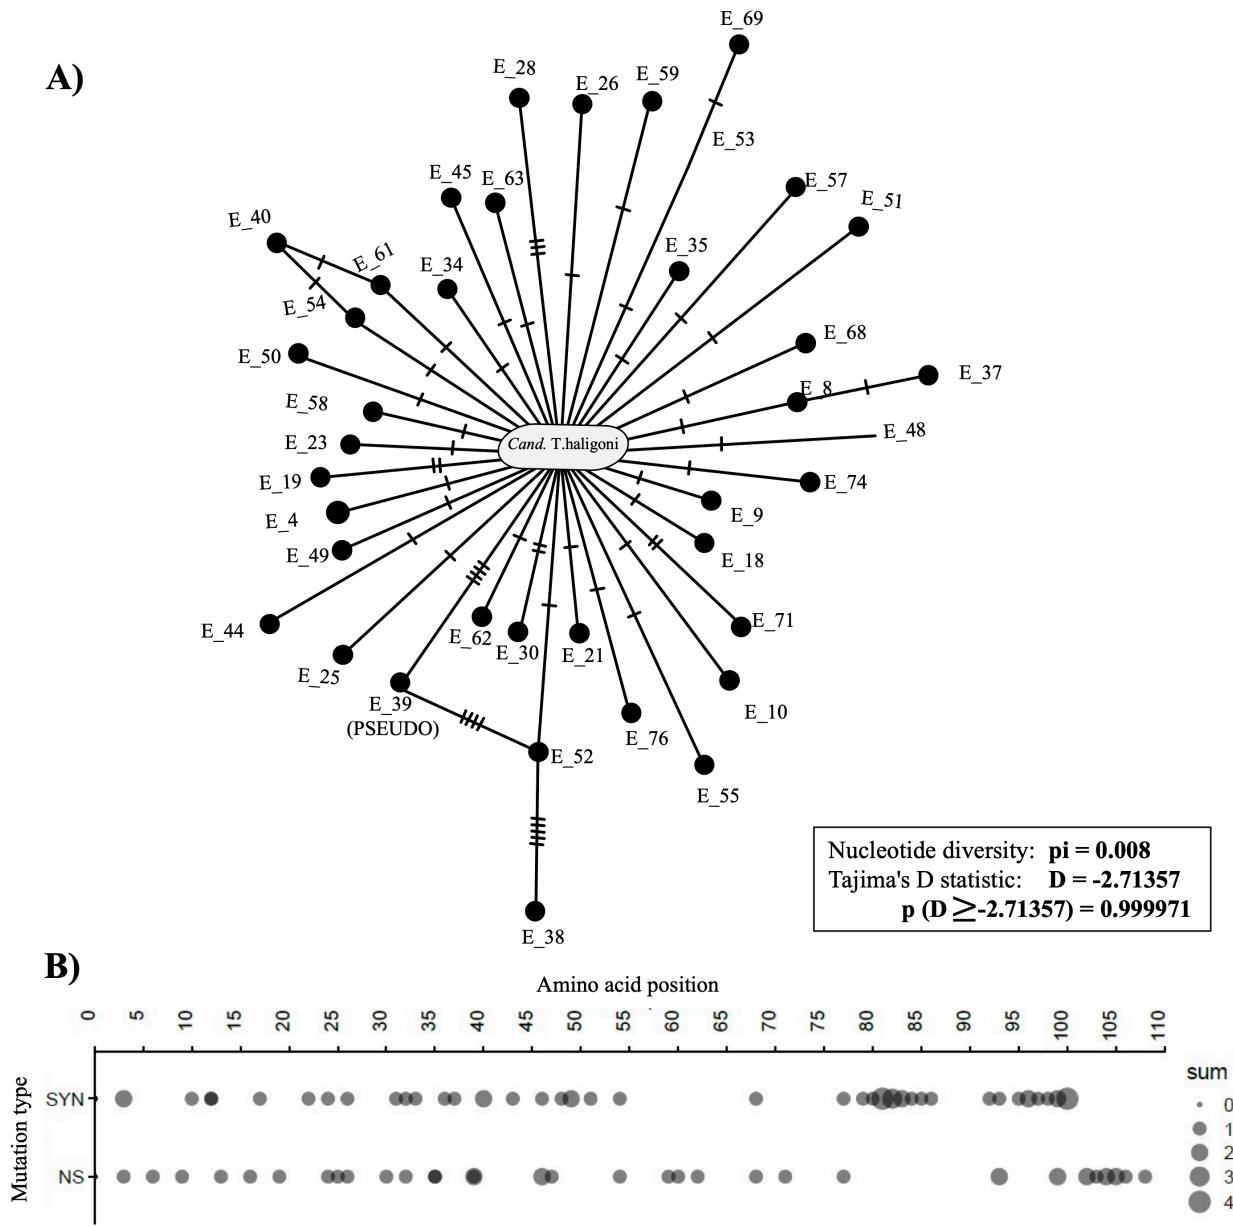 A)
E_69
E_28
E_26
E_59
E_53
E_45
E_63
E_57
E_51
E_40
E_61
E_34
E_35
E_54
E_50
E_68
E_37
E_58
E_8
E_23
Cand. T.haligoni
E_48
E_19
E_74
E_4
E_9
E_49
E_18
E_44
E_62
E_30
E_21
E_71
E_25
E_39
(PSEUDO)
E_10
E_76
E_52
E_55
E_38
Nucleotide diversity: pi = 0.008
Tajima's D statistic: D = -2.71357
p (D ≥-2.71357) = 0.999971
B)
Amino acid position
0 5 10 15 20 25 30 35 40 45 50 55 60 65 70 75 80 85 90 95 100 105 110
Mutation type
SYN
NS
sum
0
1
2
3
4